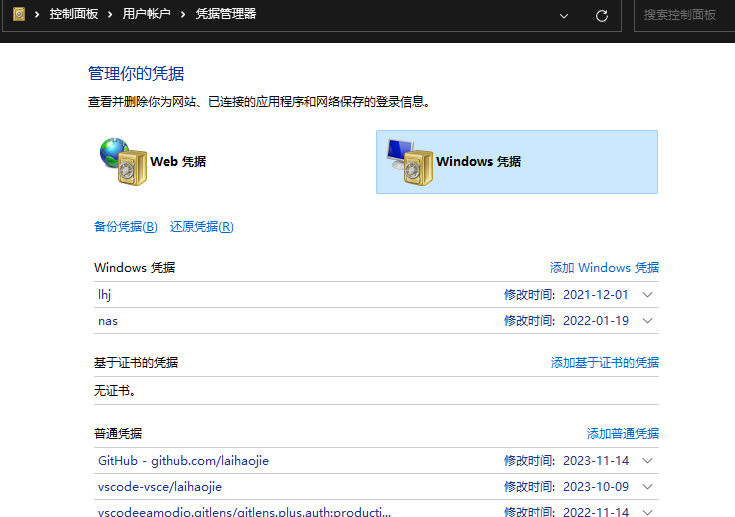 控制面板 用户帐户 凭据管理器 搜索控制面板
管理你的凭据
查看并删除你为网站、已连接的应用程序和网络保存的登录信息。
Web 凭据 Windows 凭据
备份凭据(B) 还原凭据(R)
Windows 凭据 添加 Windows 凭据
lhj 修改时间: 2021-12-01
nas 修改时间: 2022-01-19
基于证书的凭据 添加基于证书的凭据
无证书。
普通凭据 添加普通凭据
GitHub - github.com/laihaojie 修改时间: 2023-11-14
vscode-vsce/laihaojie 修改时间: 2023-10-09
vscodeeamodio.gitlens/gitlens.plus.auth:producti... 修改时间: 2022-11-14